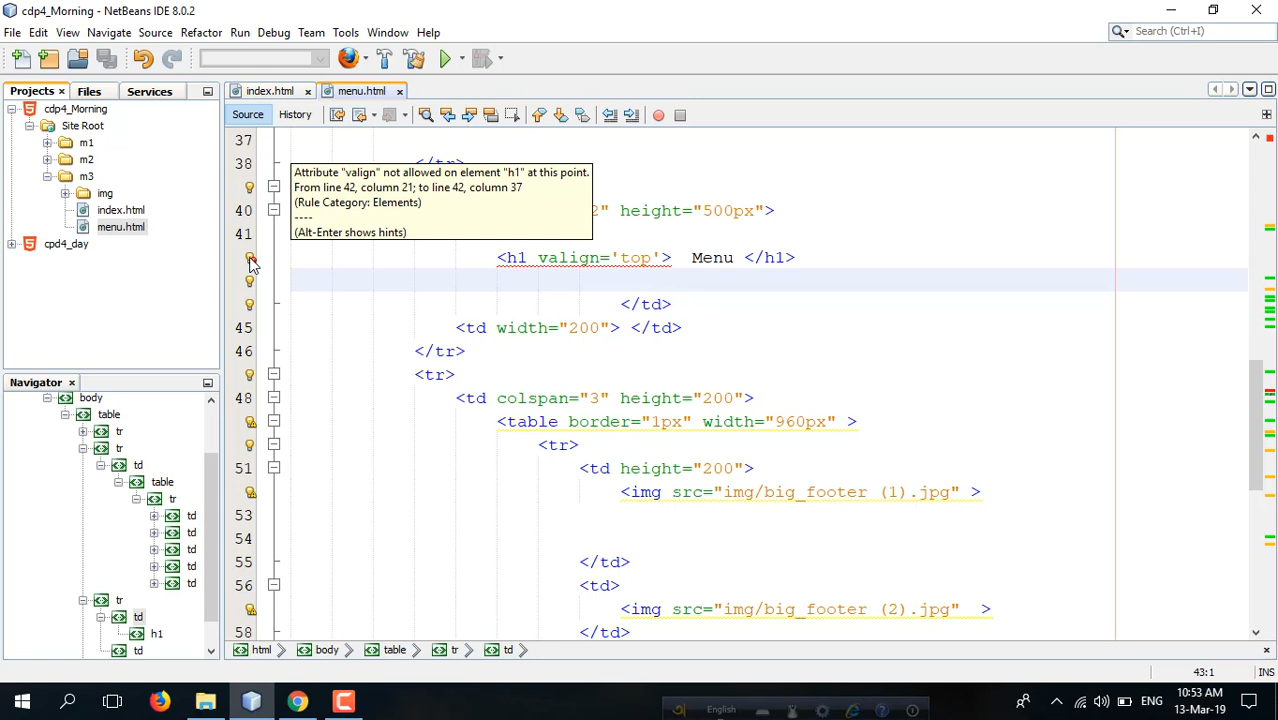 cdp4_Morning - NetBeans IDE 8.0.2
File Edit View Navigate Source Refactor Run Debug Team Tools Window Help
Search (Ctrl+I)
Projects Files Services
index.html menu.html
Source History
cdp4_Morning
Site Root
m1
m2
m3
img
index.html
menu.html
cpd4_day
37
38 </tr>
Attribute "valign" not allowed on element "h1" at this point.
From line 42, column 21; to line 42, column 37
(Rule Category: Elements)
----
(Alt-Enter shows hints)
40 2" height="500px">
41
<h1 valign='top'> Menu </h1>
</td>
45 <td width="200"> </td>
46 </tr>
<tr>
48 <td colspan="3" height="200">
<table border="1px" width="960px" >
<tr>
51 <td height="200">
<img src="img/big_footer (1).jpg" >
53
55 </td>
56 <td>
<img src="img/big_footer (2).jpg" >
58 </td>
Navigator
body
table
tr
tr
td
table
tr
td
td
td
td
td
tr
td
h1
td
html body table tr td
43:1 INS
English
ENG
10:53 AM
13-Mar-19